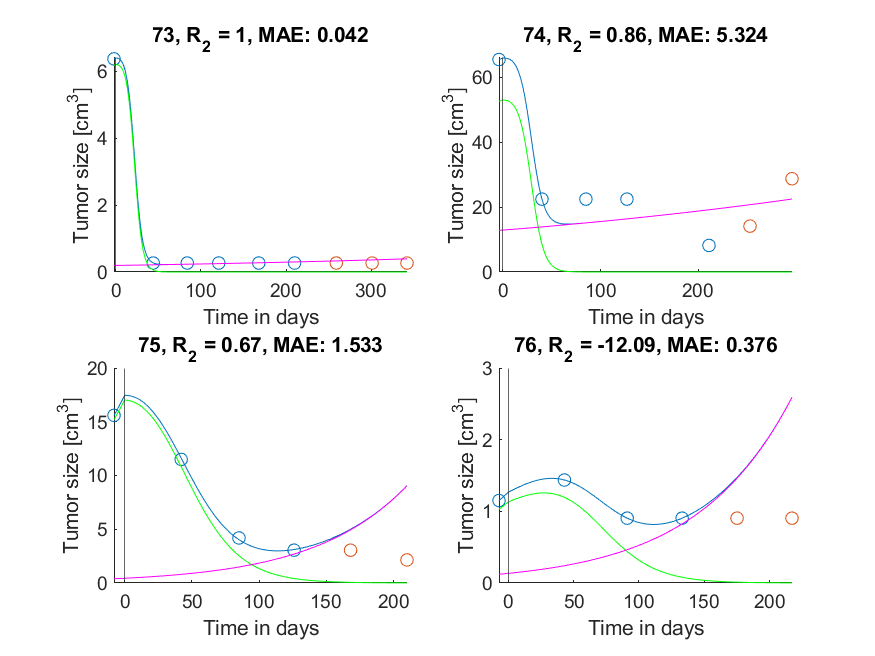 73, R₂ = 1, MAE: 0.042
6
4
2
0
Tumor size [cm³]
0 100 200 300
Time in days
74, R₂ = 0.86, MAE: 5.324
60
40
20
0
Tumor size [cm³]
0 100 200
Time in days
75, R₂ = 0.67, MAE: 1.533
20
15
10
5
0
Tumor size [cm³]
0 50 100 150 200
Time in days
76, R₂ = -12.09, MAE: 0.376
3
2
1
0
Tumor size [cm³]
0 50 100 150 200
Time in days